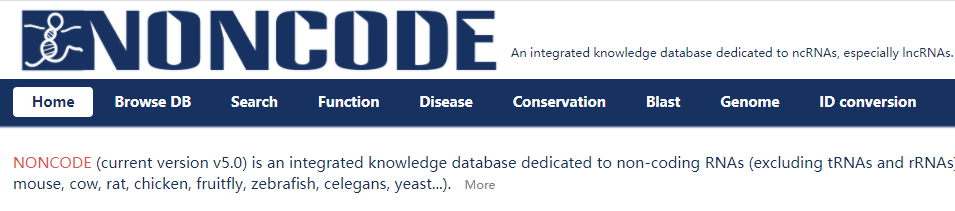 NONCODE
An integrated knowledge database dedicated to ncRNAs, especially lncRNAs.
Home Browse DB Search Function Disease Conservation Blast Genome ID conversion
NONCODE (current version v5.0) is an integrated knowledge database dedicated to non-coding RNAs (excluding tRNAs and rRNAs)
mouse, cow, rat, chicken, fruitfly, zebrafish, celegans, yeast...). More